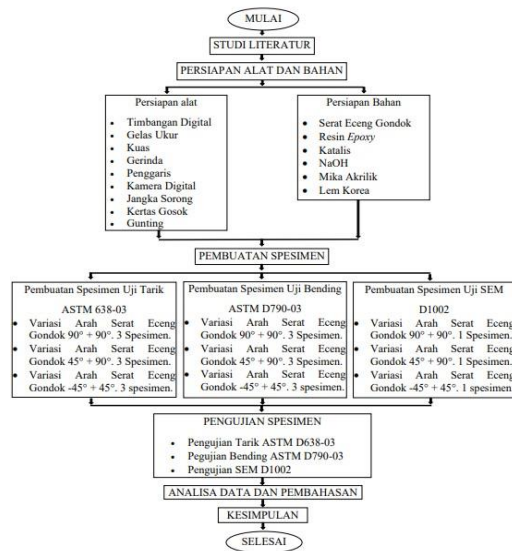 MULAI
STUDI LITERATUR
PERSIAPAN ALAT DAN BAHAN
Persiapan alat
Timbangan Digital
Gelas Ukur
Kuas
Gerinda
Penggaris
Kamera Digital
Jangka Sorong
Kertas Gosok
Gunting
Persiapan Bahan
Serat Eceng Gondok
Resin Epoxy
Katalis
NaOH
Mika Akrilik
Lem Korea
PEMBUATAN SPESIMEN
Pembuatan Spesimen Uji Tarik
ASTM 638-03
Variasi Arah Serat Eceng
Gondok 90° + 90°. 3 Spesimen.
Variasi Arah Serat Eceng
Gondok 45° + 90°. 3 Spesimen.
Variasi Arah Serat Eceng
Gondok -45° + 45°. 3 spesimen.
Pembuatan Spesimen Uji Bending
ASTM D790-03
Variasi Arah Serat Eceng
Gondok 90° + 90°. 3 Spesimen.
Variasi Arah Serat Eceng
Gondok 45° + 90°. 3 Spesimen.
Variasi Arah Serat Eceng
Gondok -45° + 45°. 3 spesimen.
Pembuatan Spesimen Uji SEM
D1002
Variasi Arah Serat Eceng
Gondok 90° + 90°. 1 Spesimen.
Variasi Arah Serat Eceng
Gondok 45° + 90°. 1 Spesimen.
Variasi Arah Serat Eceng
Gondok -45° + 45°. 1 spesimen
PENGUJIAN SPESIMEN
Pengujian Tarik ASTM D638-03
Pegujian Bending ASTM D790-03
Pengujian SEM D1002
ANALISA DATA DAN PEMBAHASAN
KESIMPULAN
SELESAI